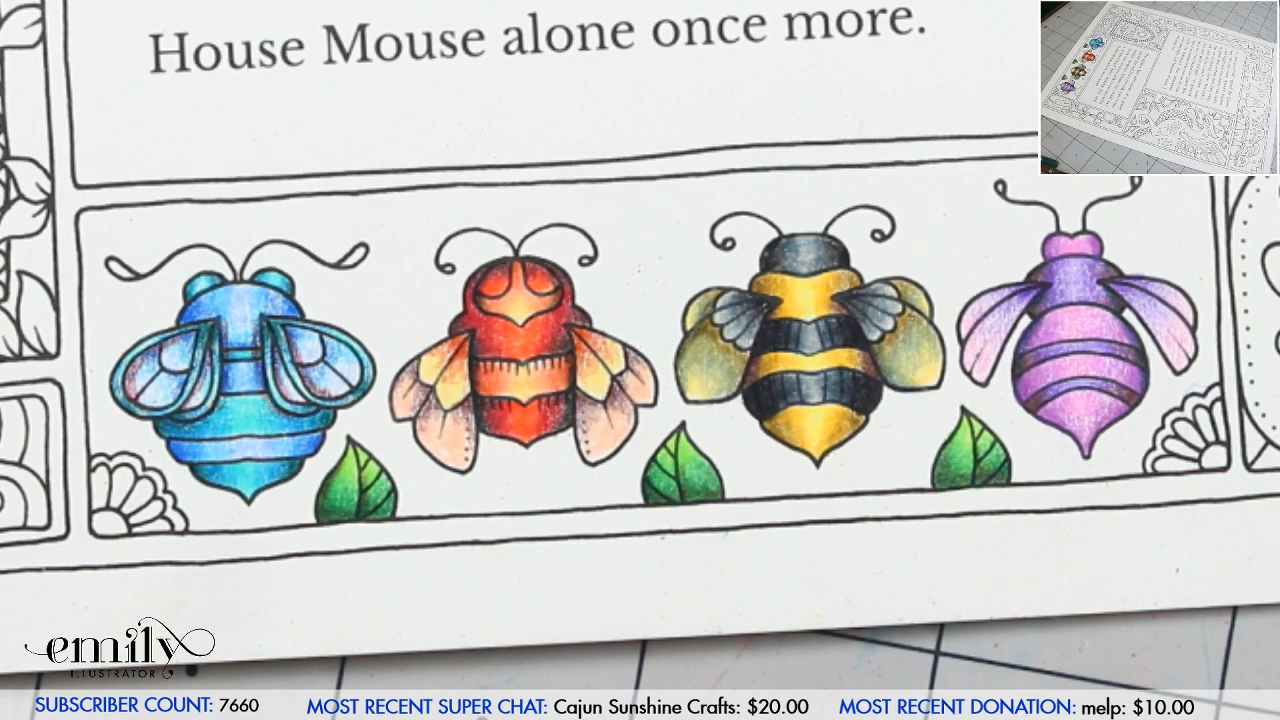 House Mouse alone once more.
emily
ILLUSTRATOR
SUBSCRIBER COUNT: 7660 MOST RECENT SUPER CHAT: Cajun Sunshine Crafts: $20.00 MOST RECENT DONATION: melp: $10.00